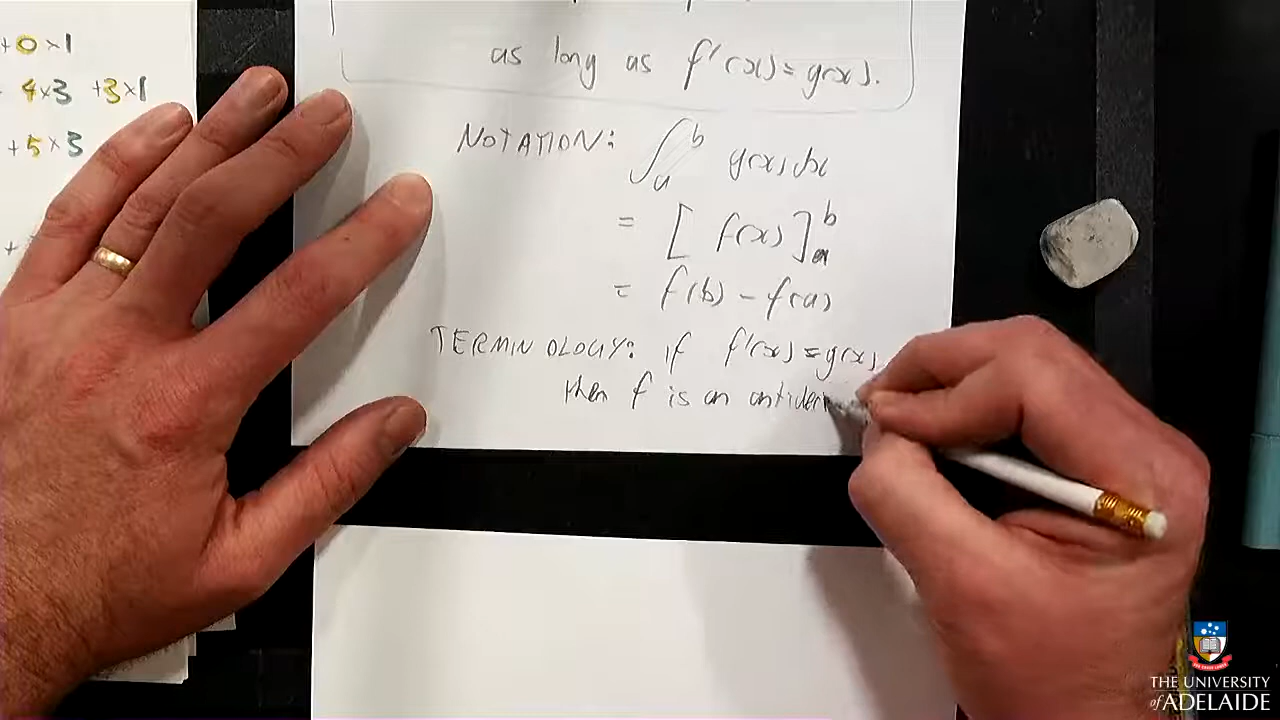 +0×1
4×3 +3×1
+5×3
+
as long as f'(x) = g(x).
NOTATION: ∫ₐᵇ g(x) dx
= [f(x)]ₐᵇ
= f(b) - f(a)
TERMINOLOGY: if f'(x) = g(x)
then f is an antideri
THE UNIVERSITY
of ADELAIDE